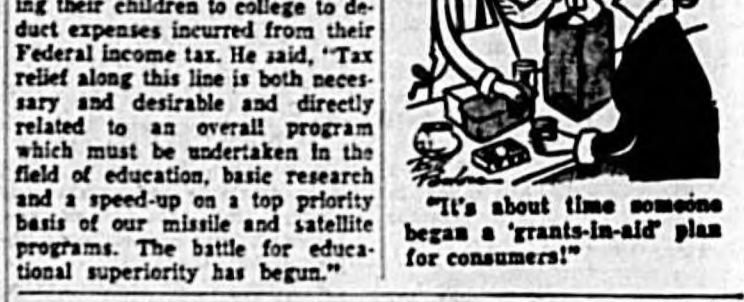 ing their children to college to de-
duct expenses incurred from their
Federal income tax. He said, "Tax
relief along this line is both neces-
sary and desirable and directly
related to an overall program
which must be undertaken in the
field of education, basic research
and a speed-up on a top priority
basis of our missile and satellite
programs. The battle for educa-
tional superiority has begun."
"It's about time someone
began a 'grants-in-aid' plan
for consumers!"